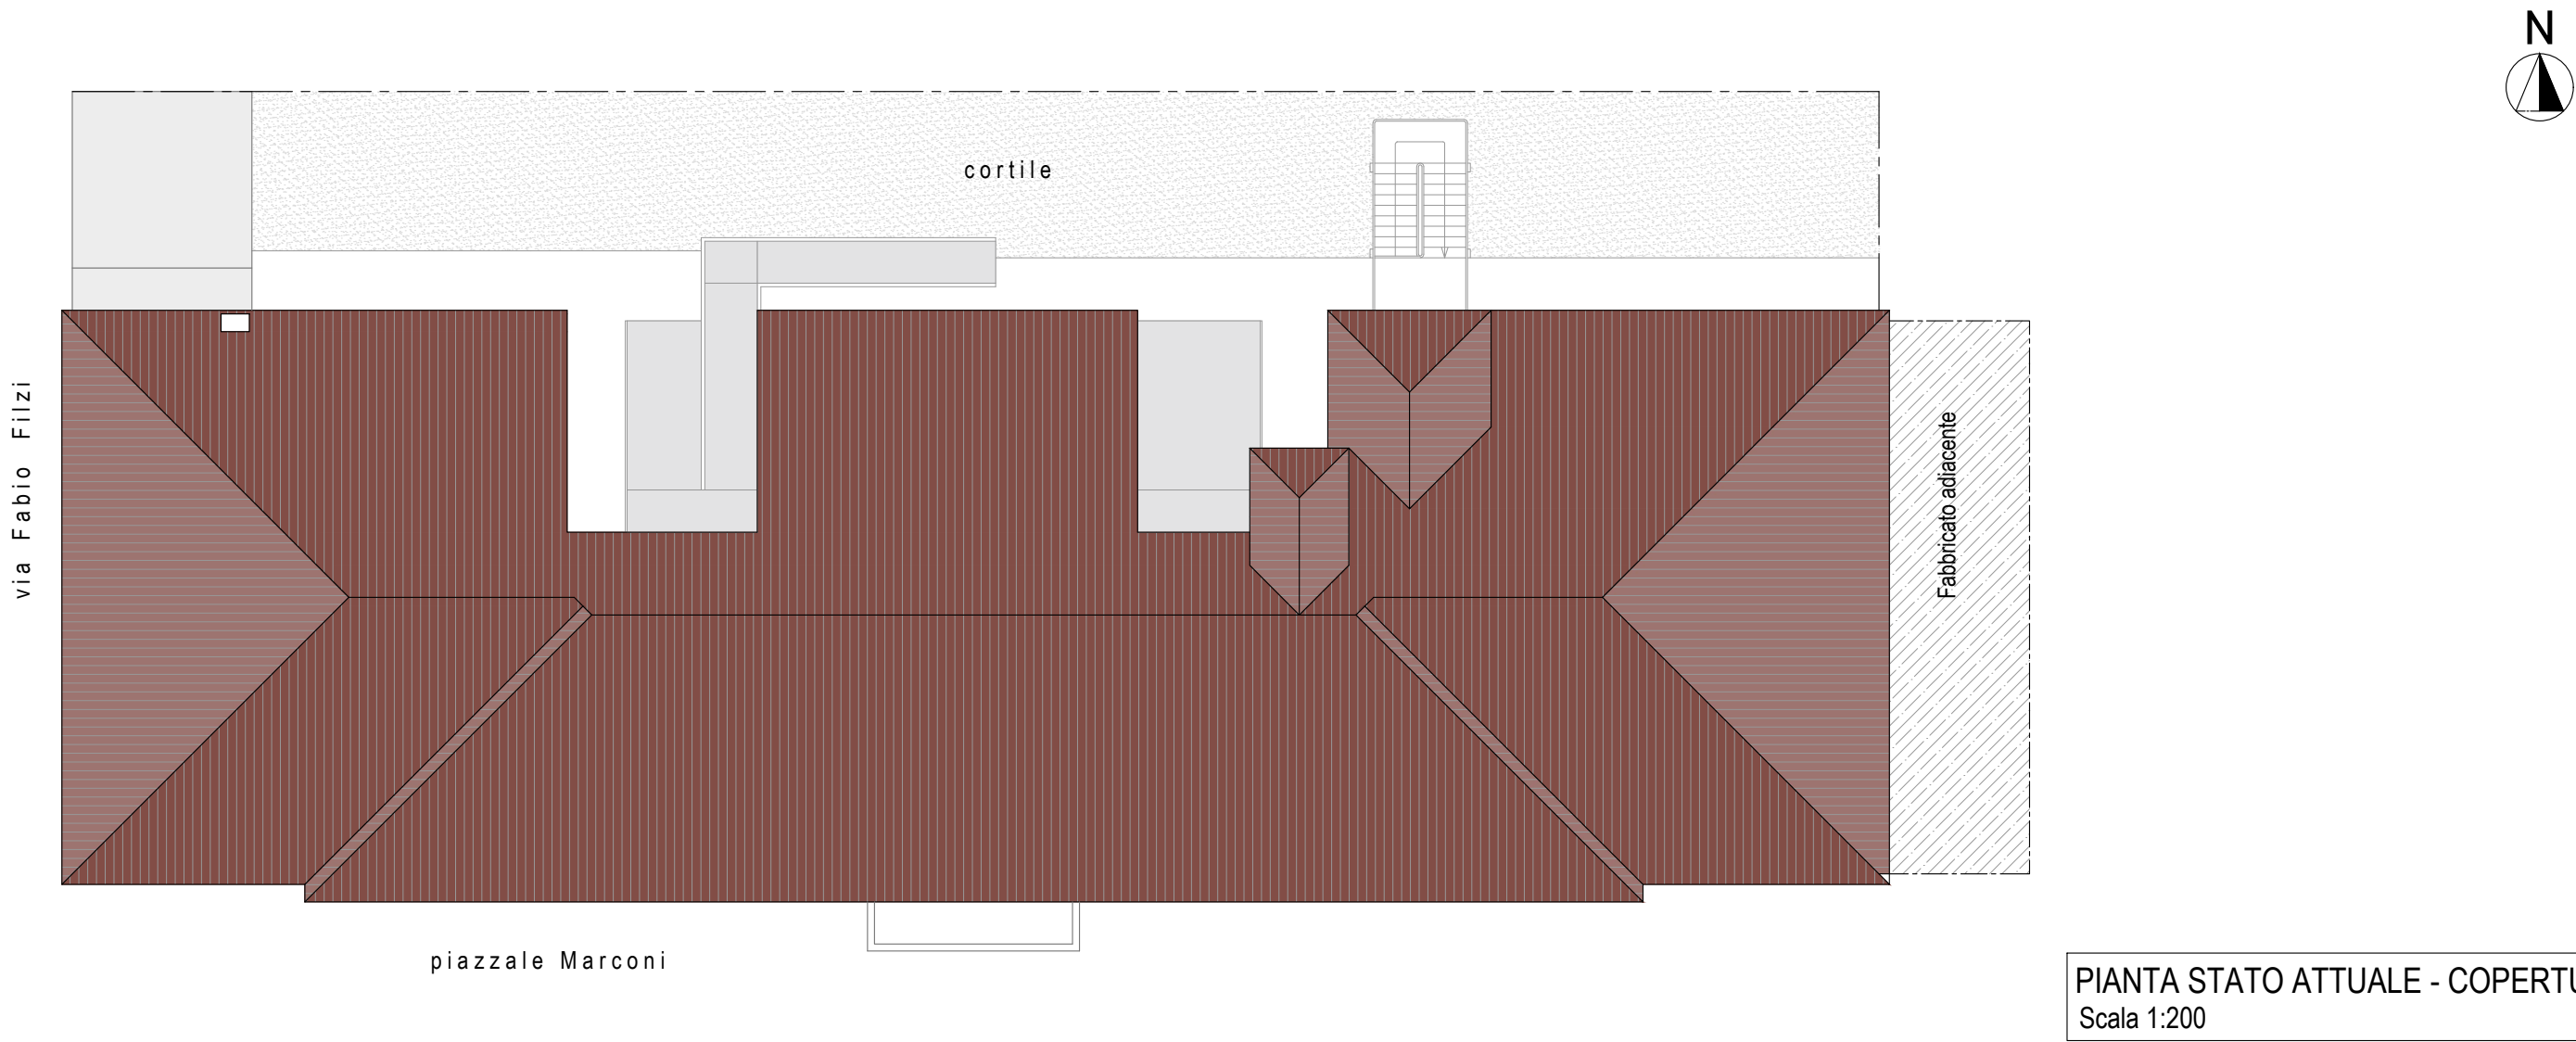 N
cortile
via Fabio Filzi
Fabbricato adiacente
piazzale Marconi
PIANTA STATO ATTUALE - COPERTU
Scala 1:200